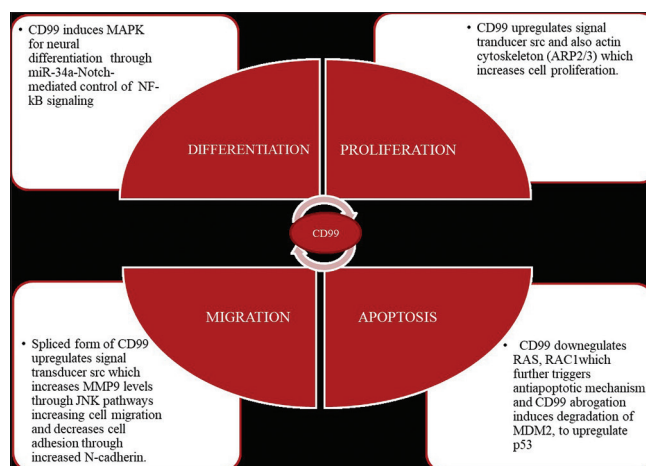 • CD99 induces MAPK
for neural
differentiation through
miR-34a-Notch-
mediated control of NF-
kB signaling
• CD99 upregulates signal
tranducer src and also actin
cytoskeleton (ARP2/3) which
increases cell proliferation.
DIFFERENTIATION
PROLIFERATION
CD99
MIGRATION
APOPTOSIS
• Spliced form of CD99
upregulates signal
transducer src which
increases MMP9 levels
through JNK pathways
increasing cell migration
and decreases cell
adhesion through
increased N-cadherin.
• CD99 downegulates
RAS, RAC1which
further triggers
antiapoptotic mechanism
and CD99 abrogation
induces degradation of
MDM2, to upregulate
p53